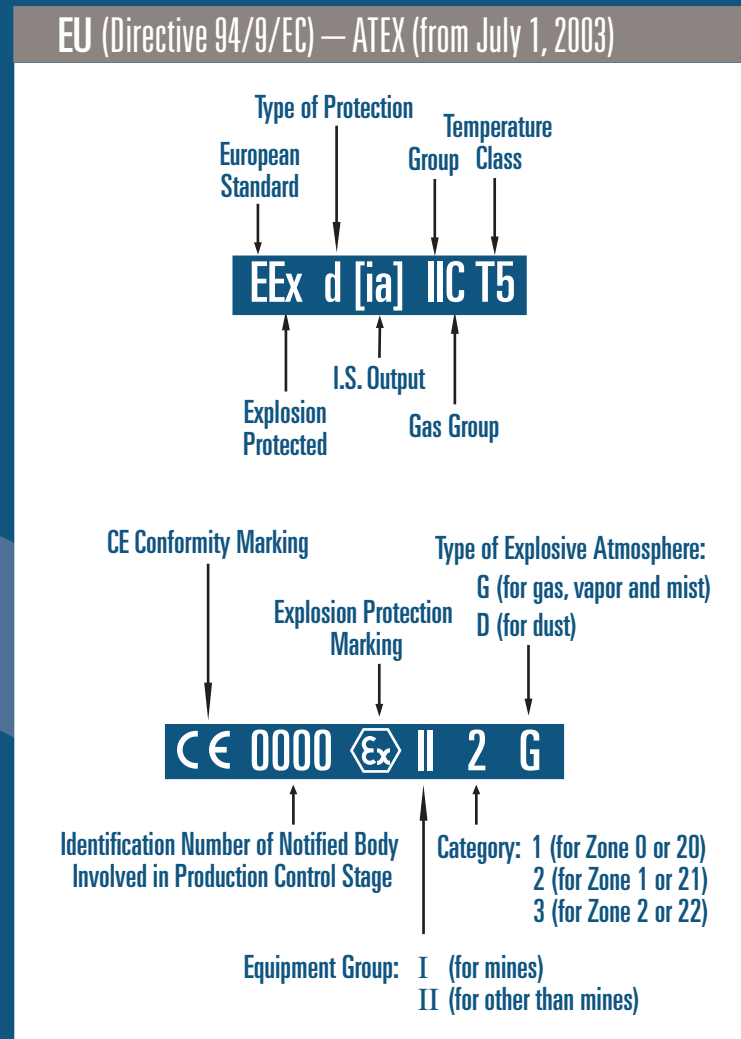 EU (Directive 94/9/EC) — ATEX (from July 1, 2003)
Type of Protection
Temperature
Class
European
Standard
Group
EEx d [ia] IIC T5
I.S. Output
Explosion
Protected
Gas Group
CE Conformity Marking
Type of Explosive Atmosphere:
G (for gas, vapor and mist)
D (for dust)
Explosion Protection
Marking
CE 0000 Ex II 2 G
Identification Number of Notified Body
Involved in Production Control Stage
Category: 1 (for Zone 0 or 20)
2 (for Zone 1 or 21)
3 (for Zone 2 or 22)
Equipment Group: I (for mines)
II (for other than mines)